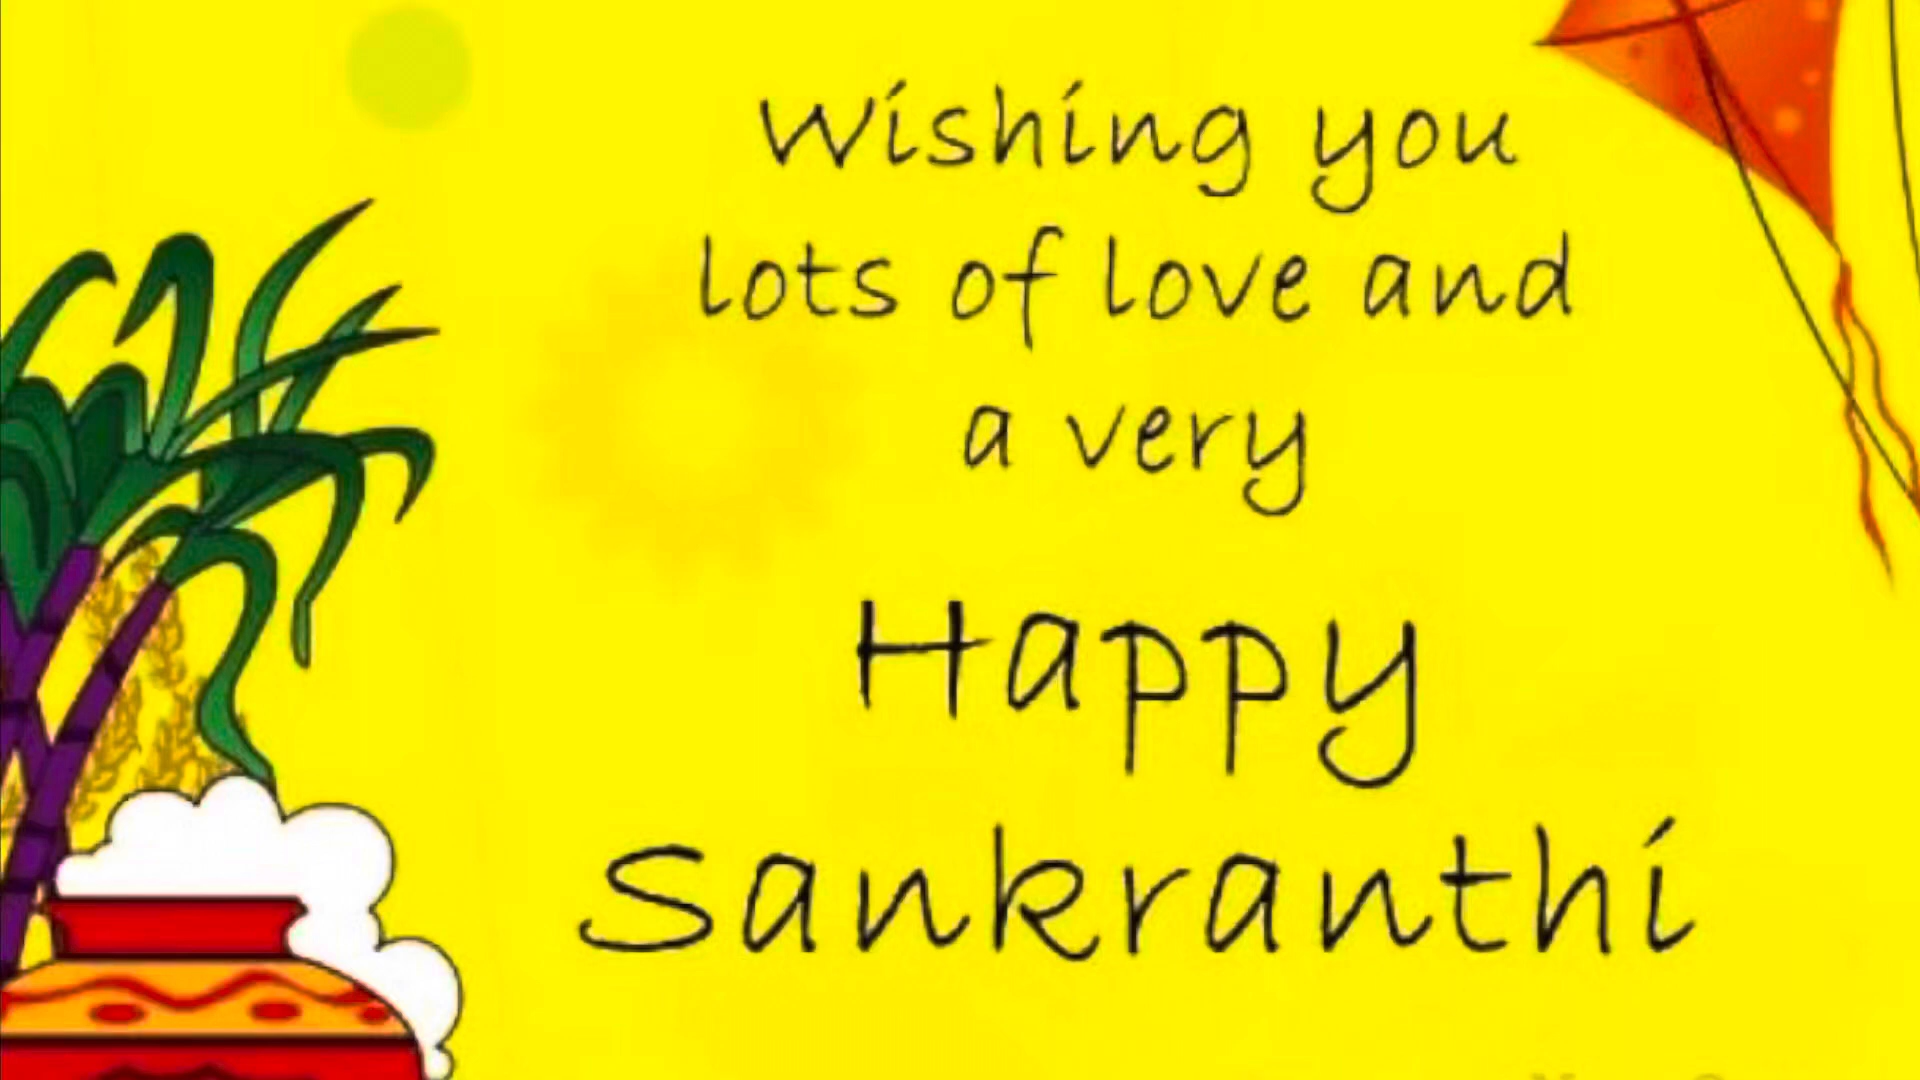 Wishing you
lots of love and
a very
Happy
Sankranthi